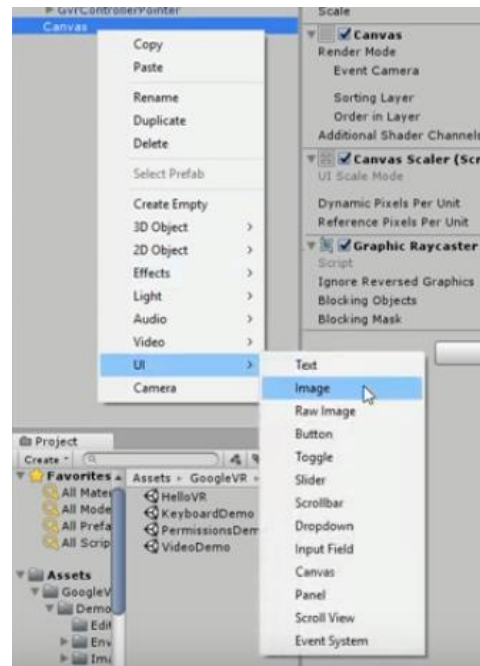 GvrControllerPointer
Canvas
Copy
Paste
Rename
Duplicate
Delete
Select Prefab
Create Empty
3D Object
2D Object
Effects
Light
Audio
Video
UI
Camera
Text
Image
Raw Image
Button
Toggle
Slider
Scrollbar
Dropdown
Input Field
Canvas
Panel
Scroll View
Event System
Scale
Canvas
Render Mode
Event Camera
Sorting Layer
Order in Layer
Additional Shader Channels
Canvas Scaler (Scr
UI Scale Mode
Dynamic Pixels Per Unit
Reference Pixels Per Unit
Graphic Raycaster
Script
Ignore Reversed Graphics
Blocking Objects
Blocking Mask
Project
Create
Favorites
All Mater
All Mode
All Prefa
All Scrip
Assets
GoogleV
Demo
Edit
Env
Ima
Assets GoogleVR
HelloVR
KeyboardDemo
PermissionsDem
VideoDemo